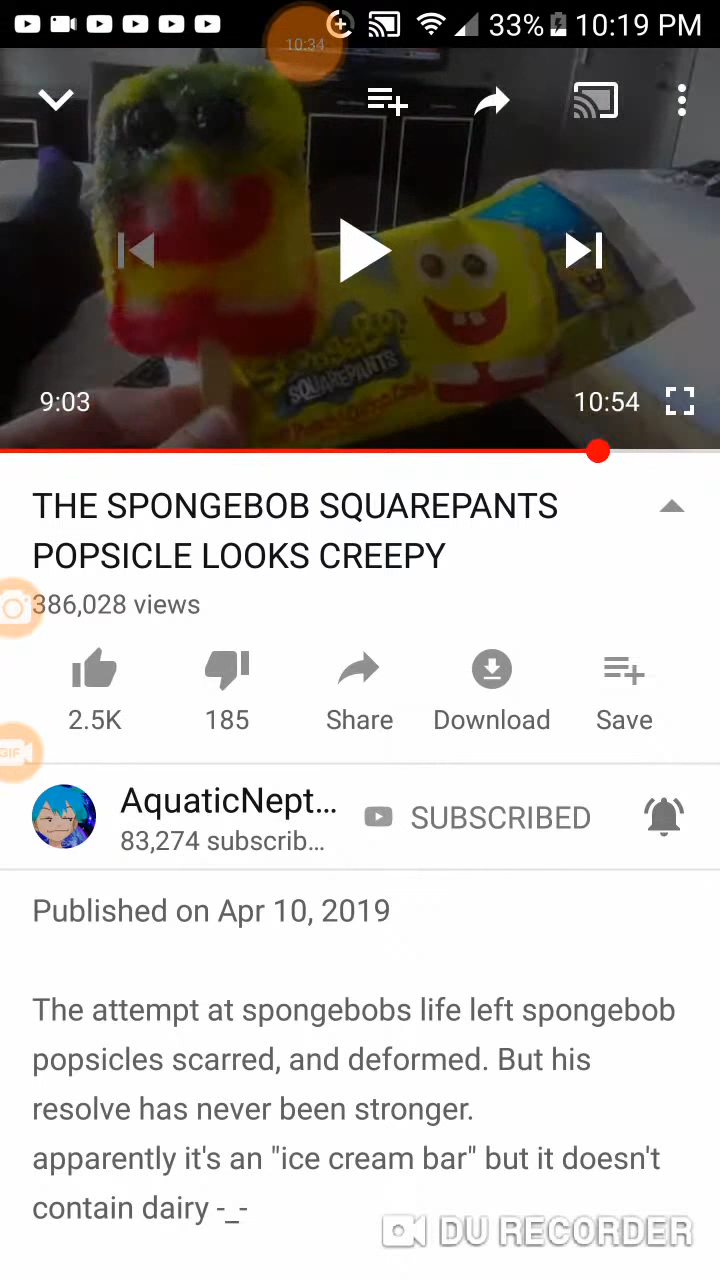 33% 10:19 PM
10:34
SpongeBob
SQUAREPANTS
9:03
10:54
THE SPONGEBOB SQUAREPANTS
POPSICLE LOOKS CREEPY
386,028 views
2.5K 185 Share Download Save
GIF
AquaticNept...
SUBSCRIBED
83,274 subscrib...
Published on Apr 10, 2019
The attempt at spongebobs life left spongebob
popsicles scarred, and deformed. But his
resolve has never been stronger.
apparently it's an "ice cream bar" but it doesn't
contain dairy -_-
DU RECORDER